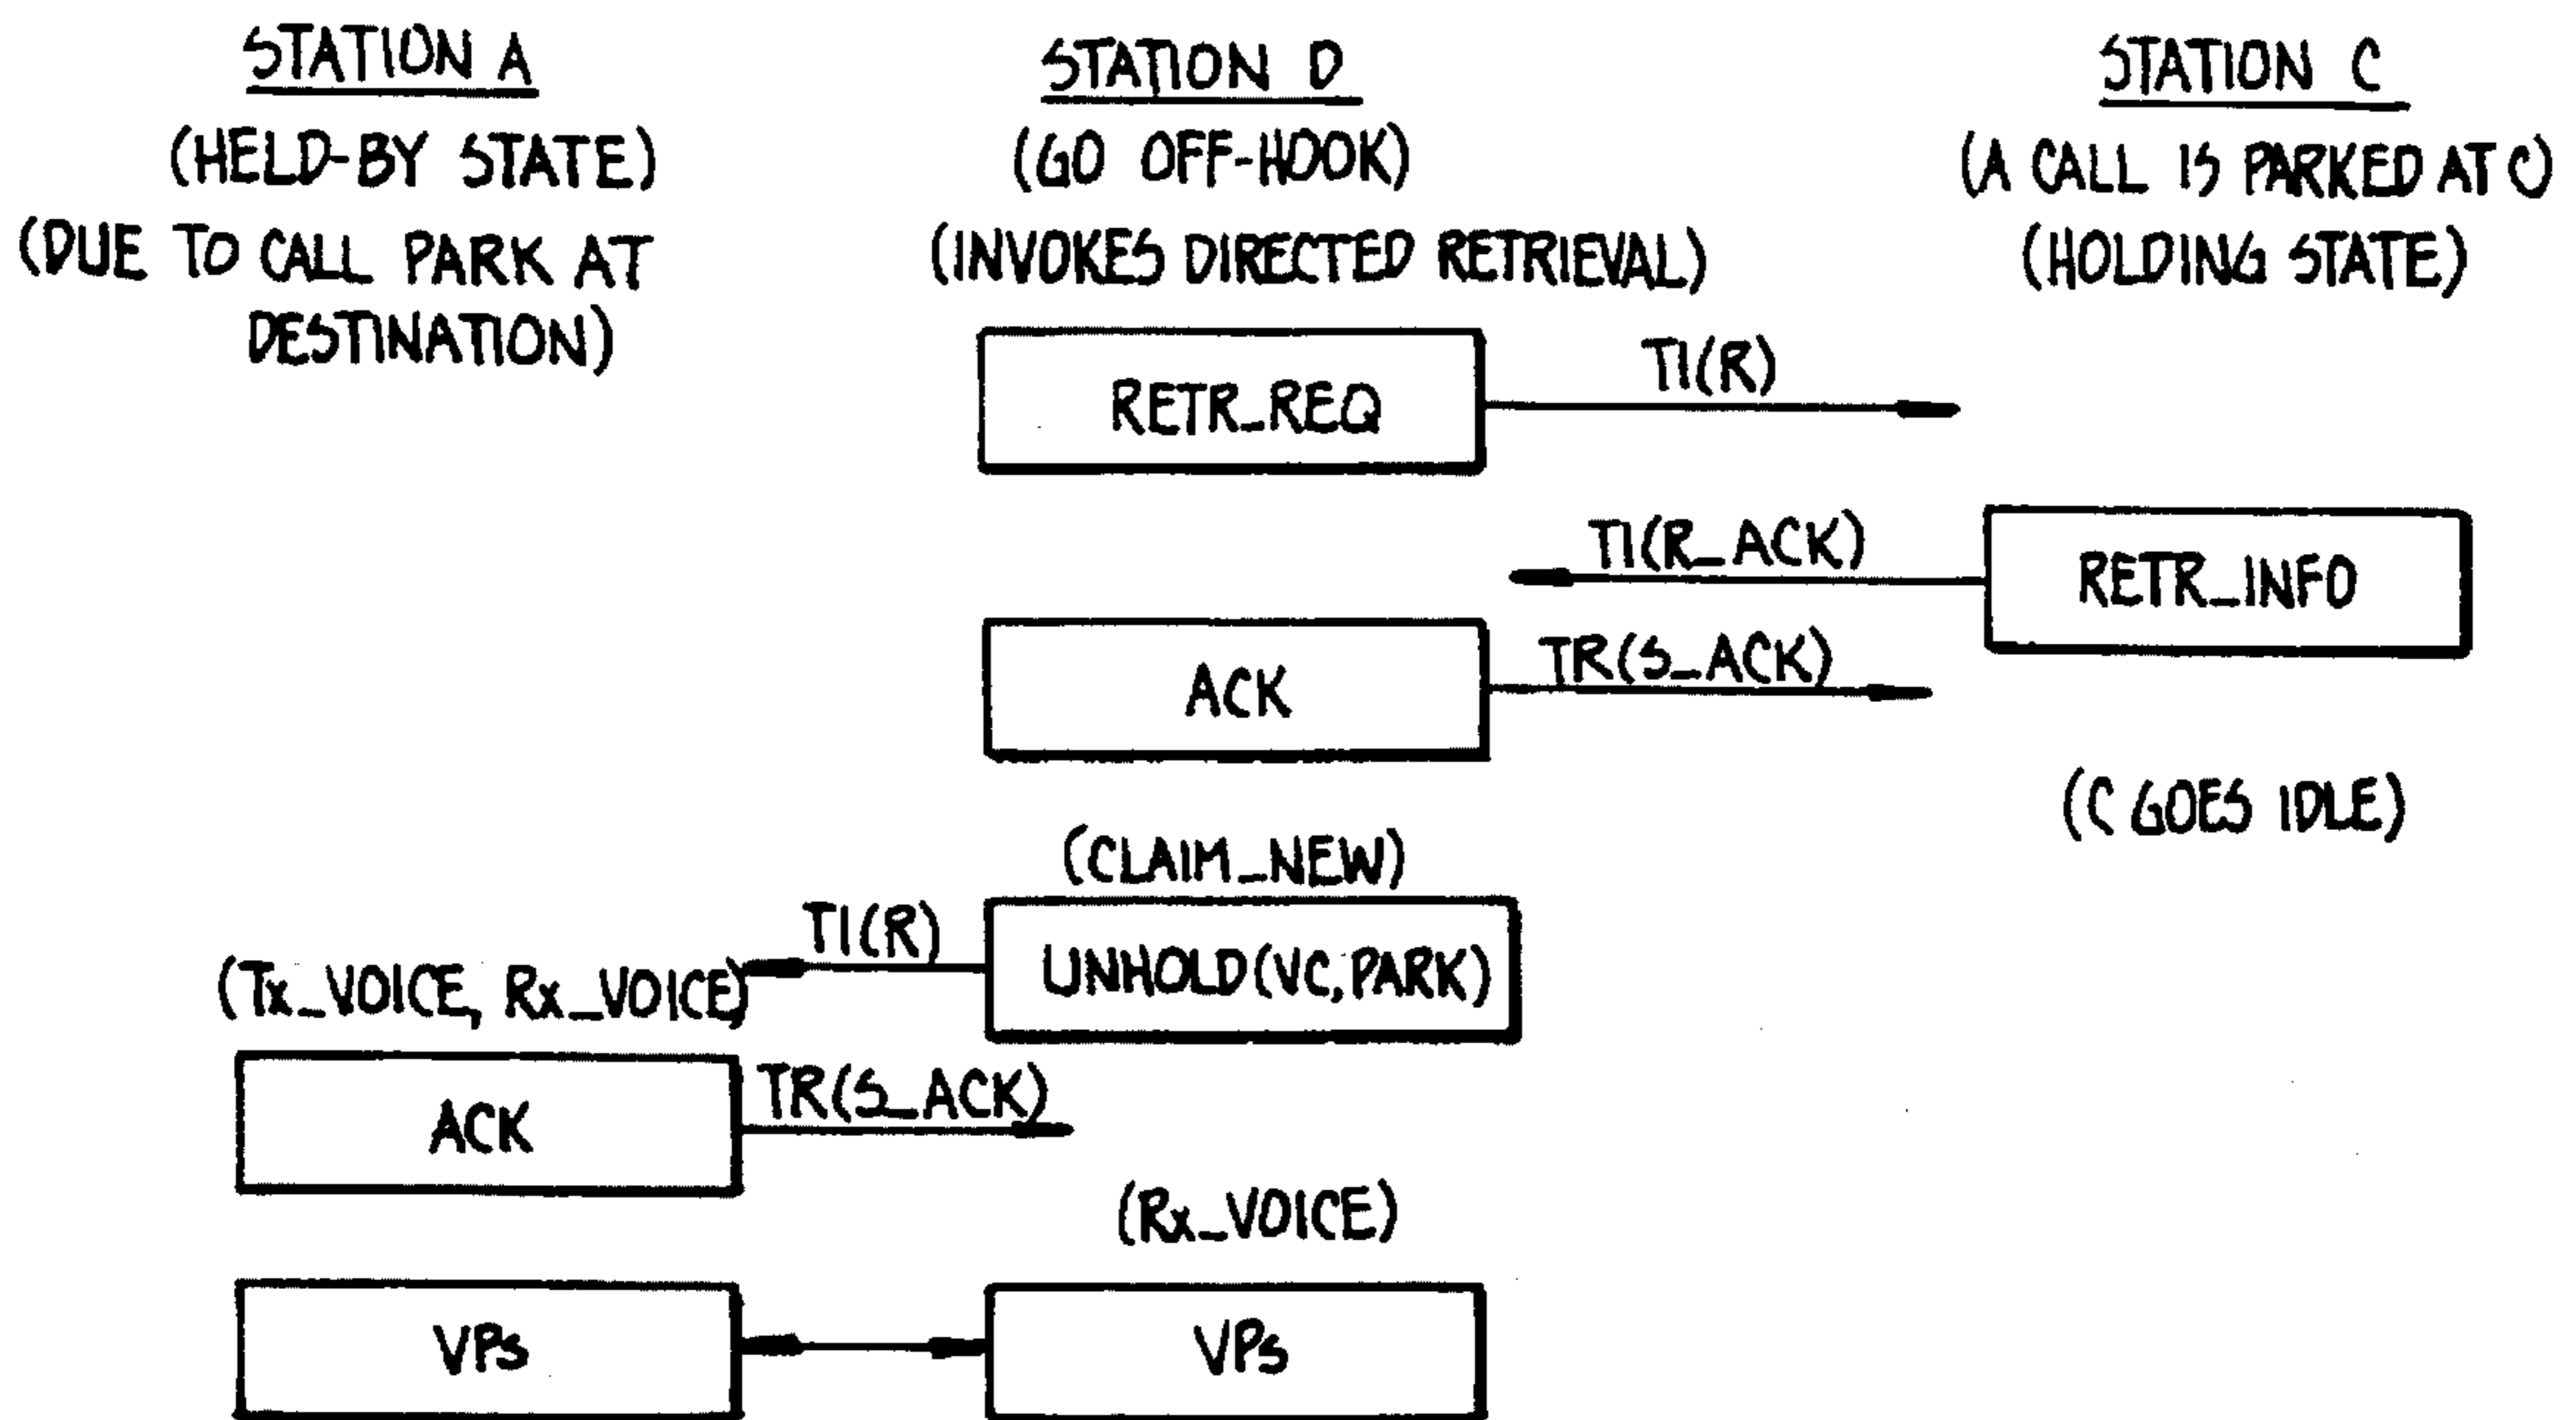 STATION A
(HELD-BY STATE)
(DUE TO CALL PARK AT
DESTINATION)
STATION D
(GO OFF-HOOK)
(INVOKES DIRECTED RETRIEVAL)
STATION C
(A CALL IS PARKED AT C)
(HOLDING STATE)
RETR_REQ
TI(R)
TI(R_ACK)
RETR_INFO
ACK
TR(S_ACK)
(C GOES IDLE)
(CLAIM_NEW)
TI(R)
UNHOLD(VC,PARK)
(Tx_VOICE, Rx_VOICE)
ACK
TR(S_ACK)
(Rx_VOICE)
VPs
VPs